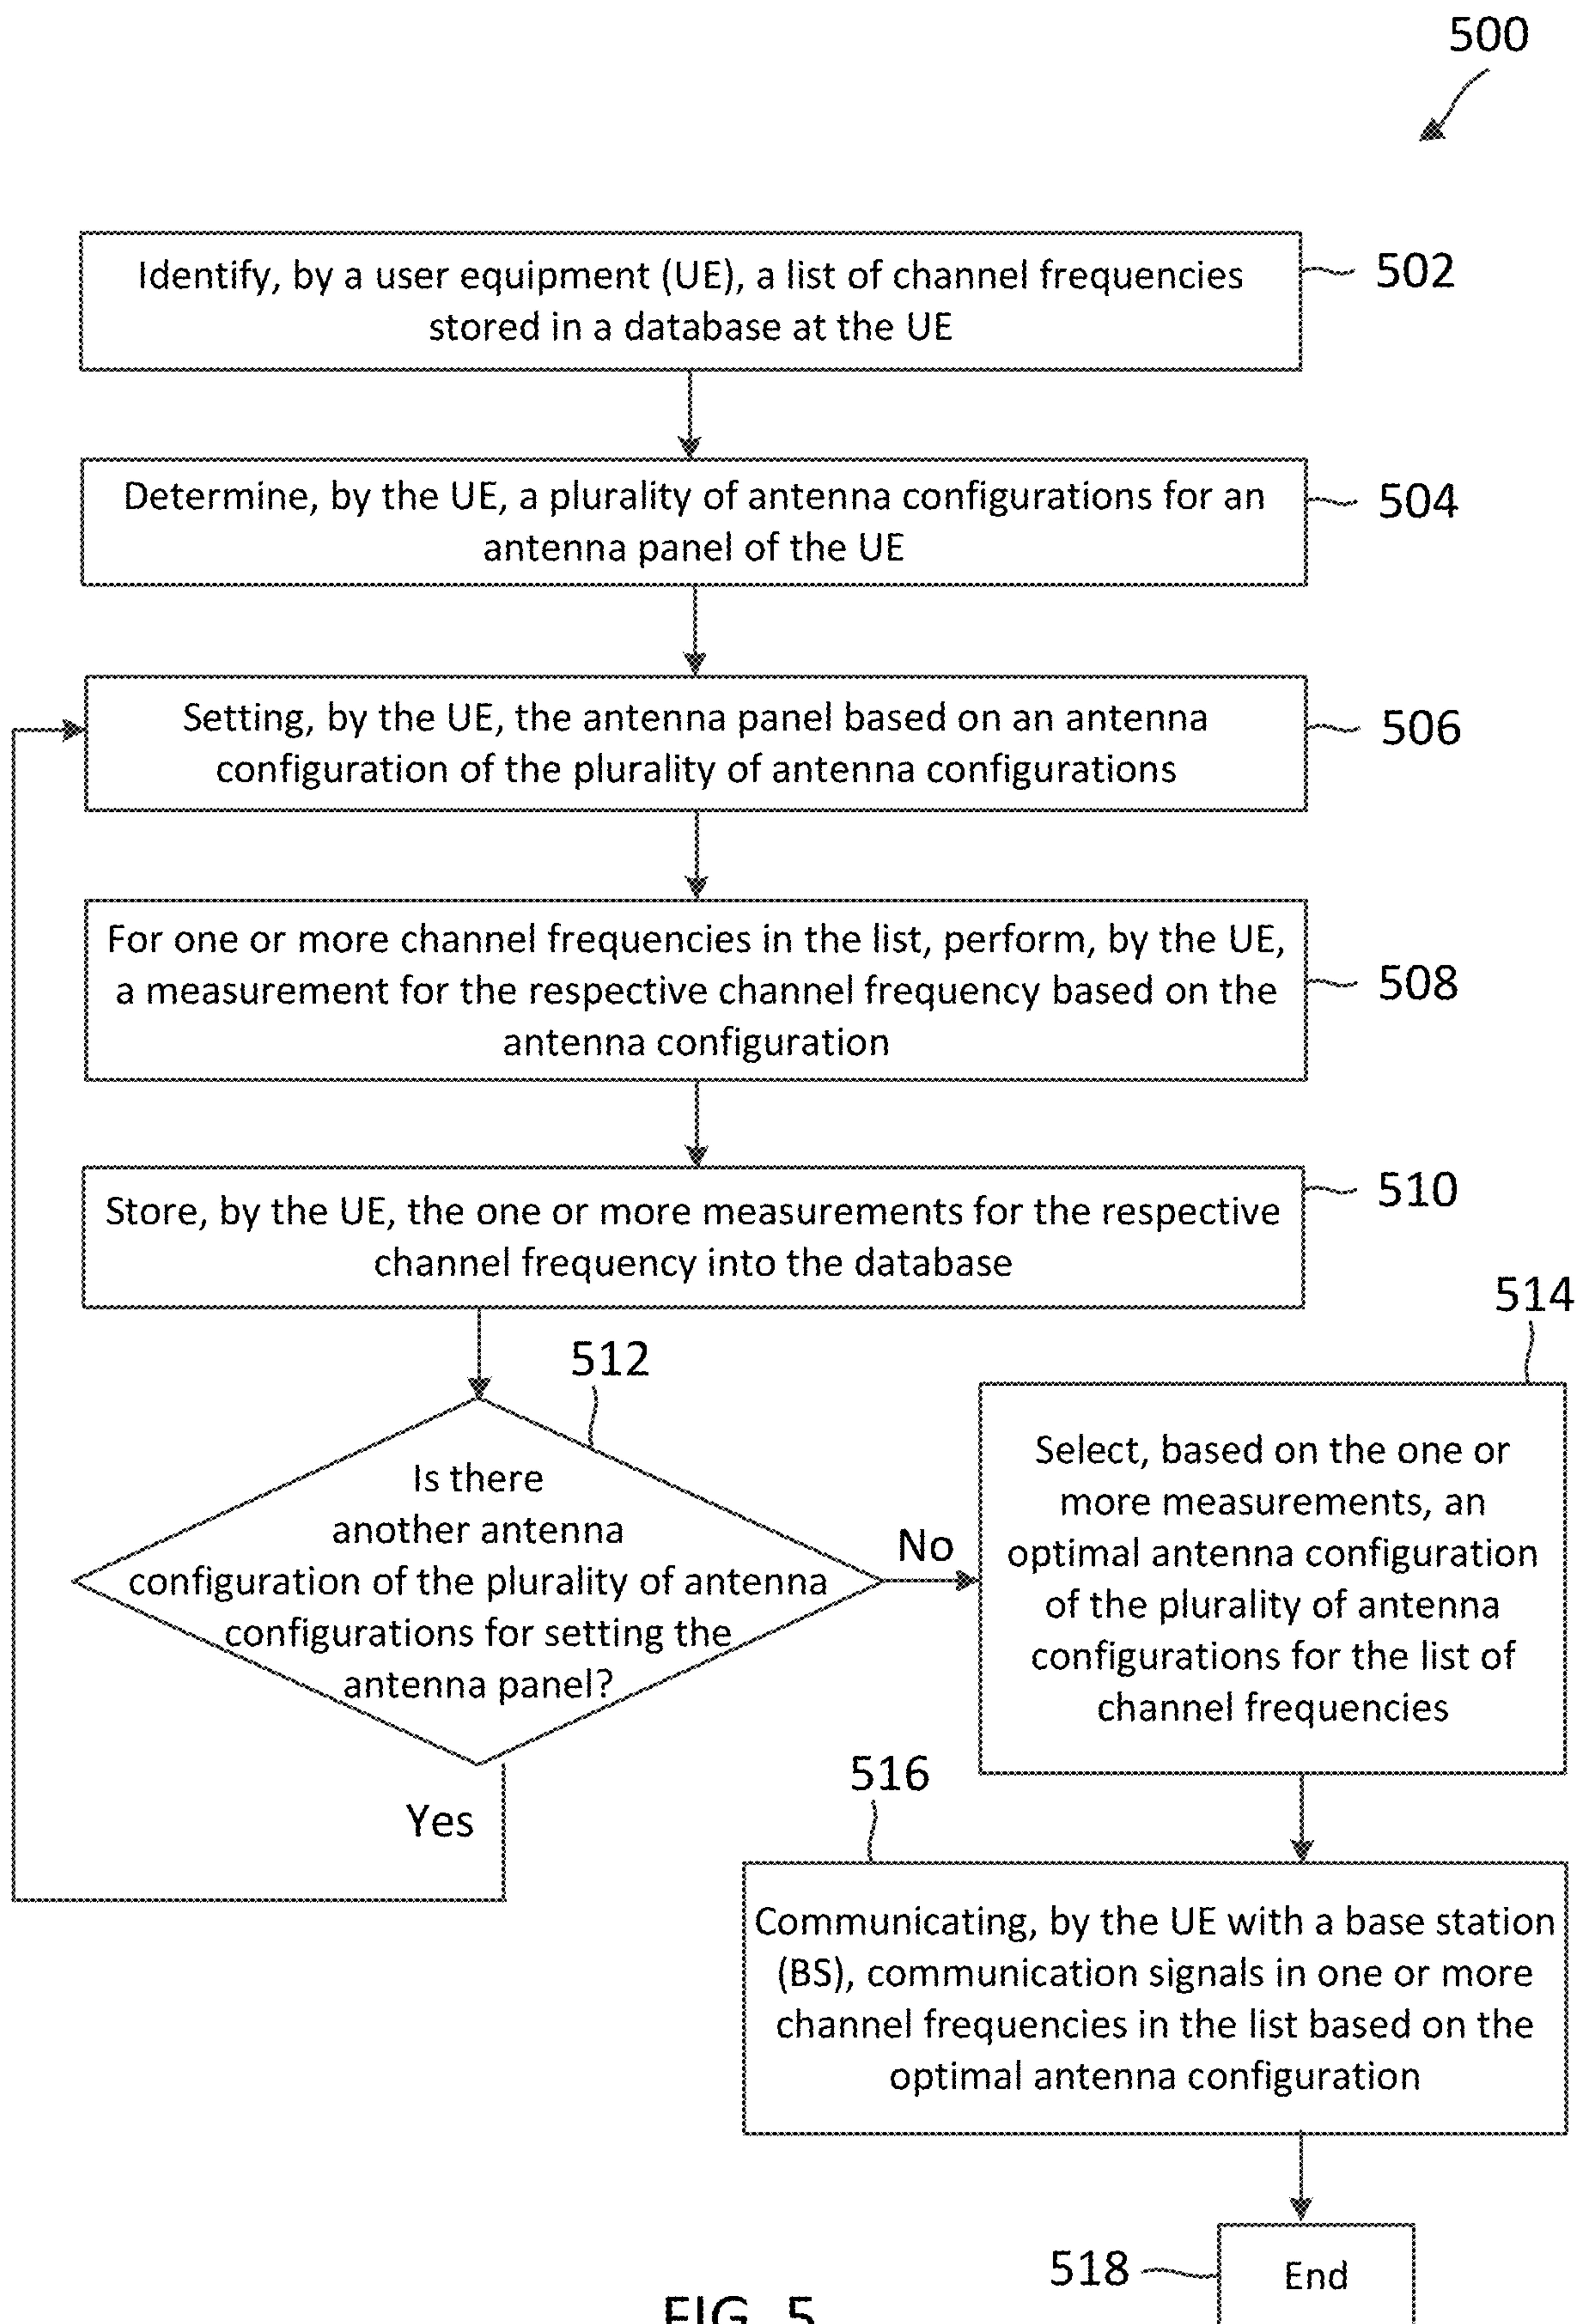 500
Identify, by a user equipment (UE), a list of channel frequencies
stored in a database at the UE
502
Determine, by the UE, a plurality of antenna configurations for an
antenna panel of the UE
504
Setting, by the UE, the antenna panel based on an antenna
configuration of the plurality of antenna configurations
506
For one or more channel frequencies in the list, perform, by the UE,
a measurement for the respective channel frequency based on the
antenna configuration
508
Store, by the UE, the one or more measurements for the respective
channel frequency into the database
510
512
Is there
another antenna
configuration of the plurality of antenna
configurations for setting the
antenna panel?
No
Yes
514
Select, based on the one or
more measurements, an
optimal antenna configuration
of the plurality of antenna
configurations for the list of
channel frequencies
516
Communicating, by the UE with a base station
(BS), communication signals in one or more
channel frequencies in the list based on the
optimal antenna configuration
518
End
FIG. 5